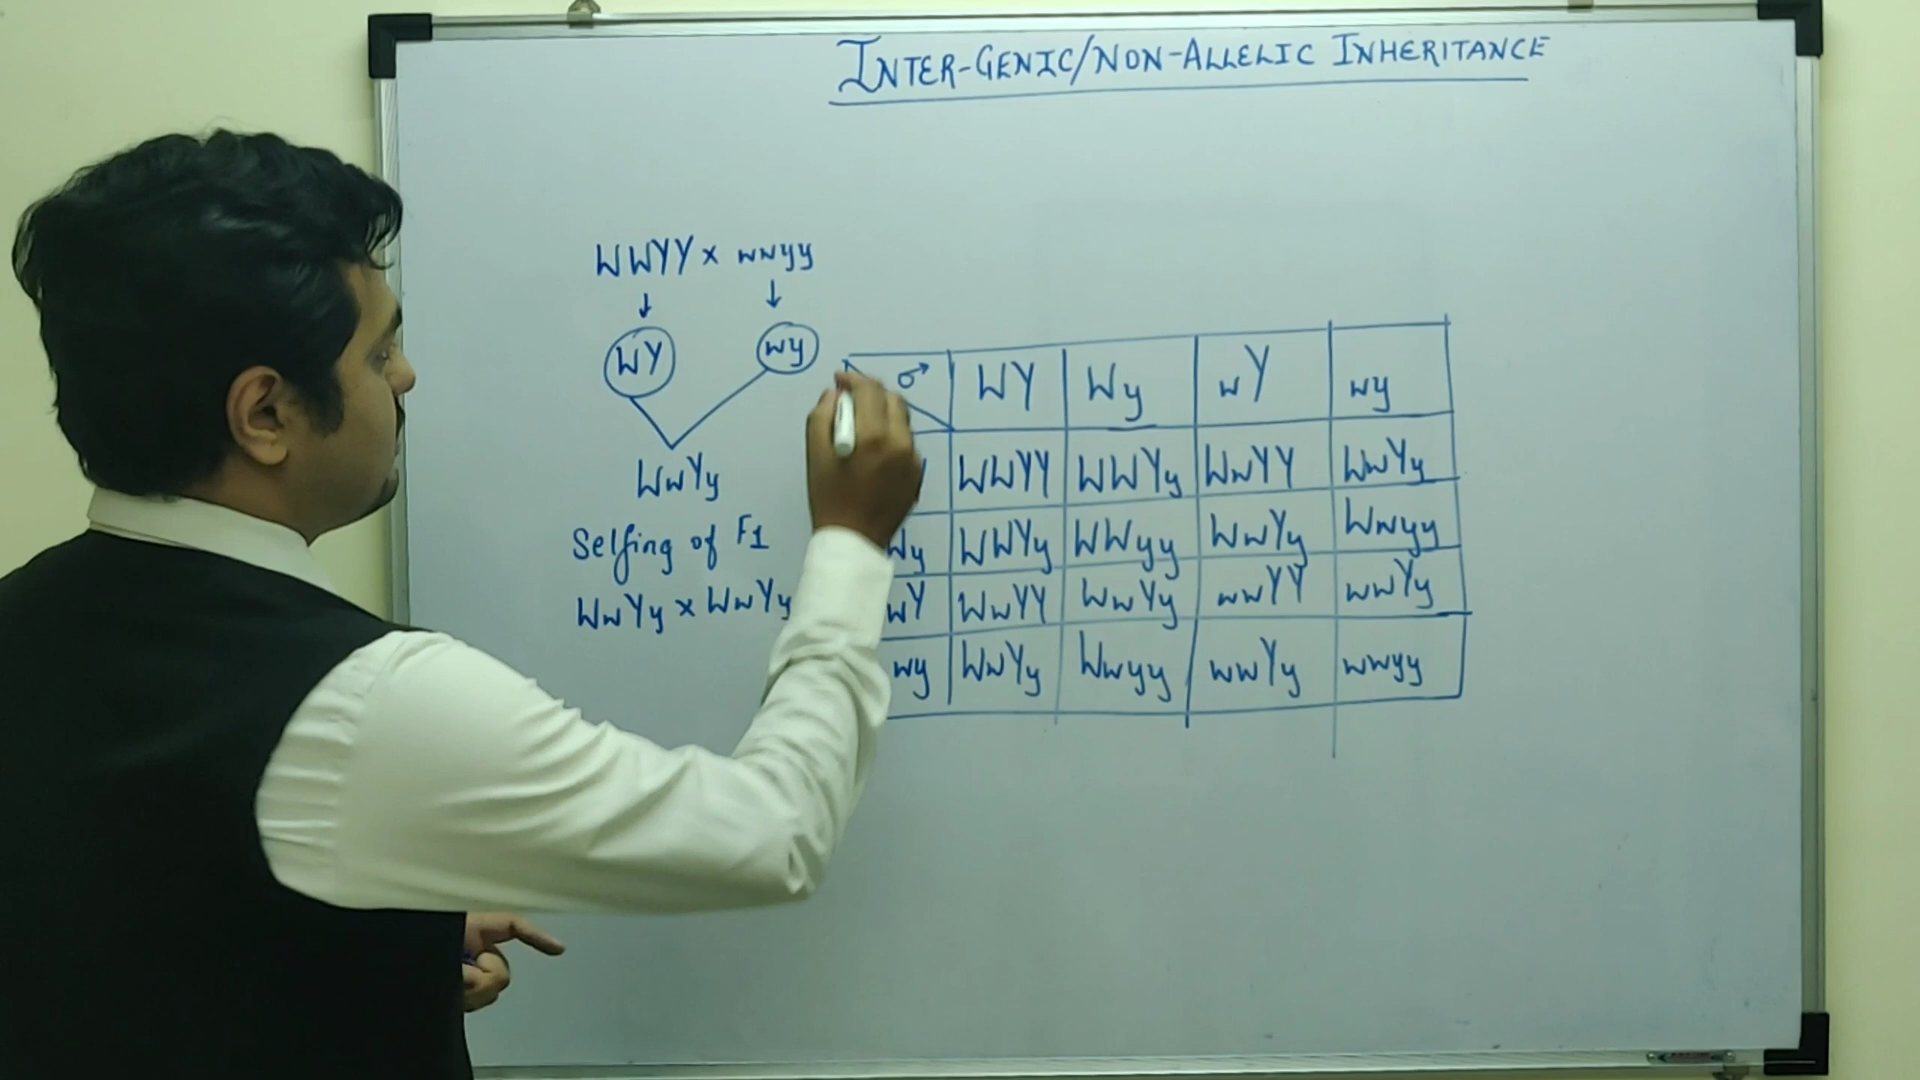 INTER-GENIC/NON-ALLELIC INHERITANCE
WWYY x wwyy
↓ ↓
WY wy
WwYy
Selfing of F1
WwYy x WwYy
♂ WY Wy wY wy
WWYY WWYy WwYY WwYy
Wy WWYy WWyy WwYy Wwyy
wY WwYY WwYy wwYY wwYy
wy WwYy Wwyy wwYy wwyy